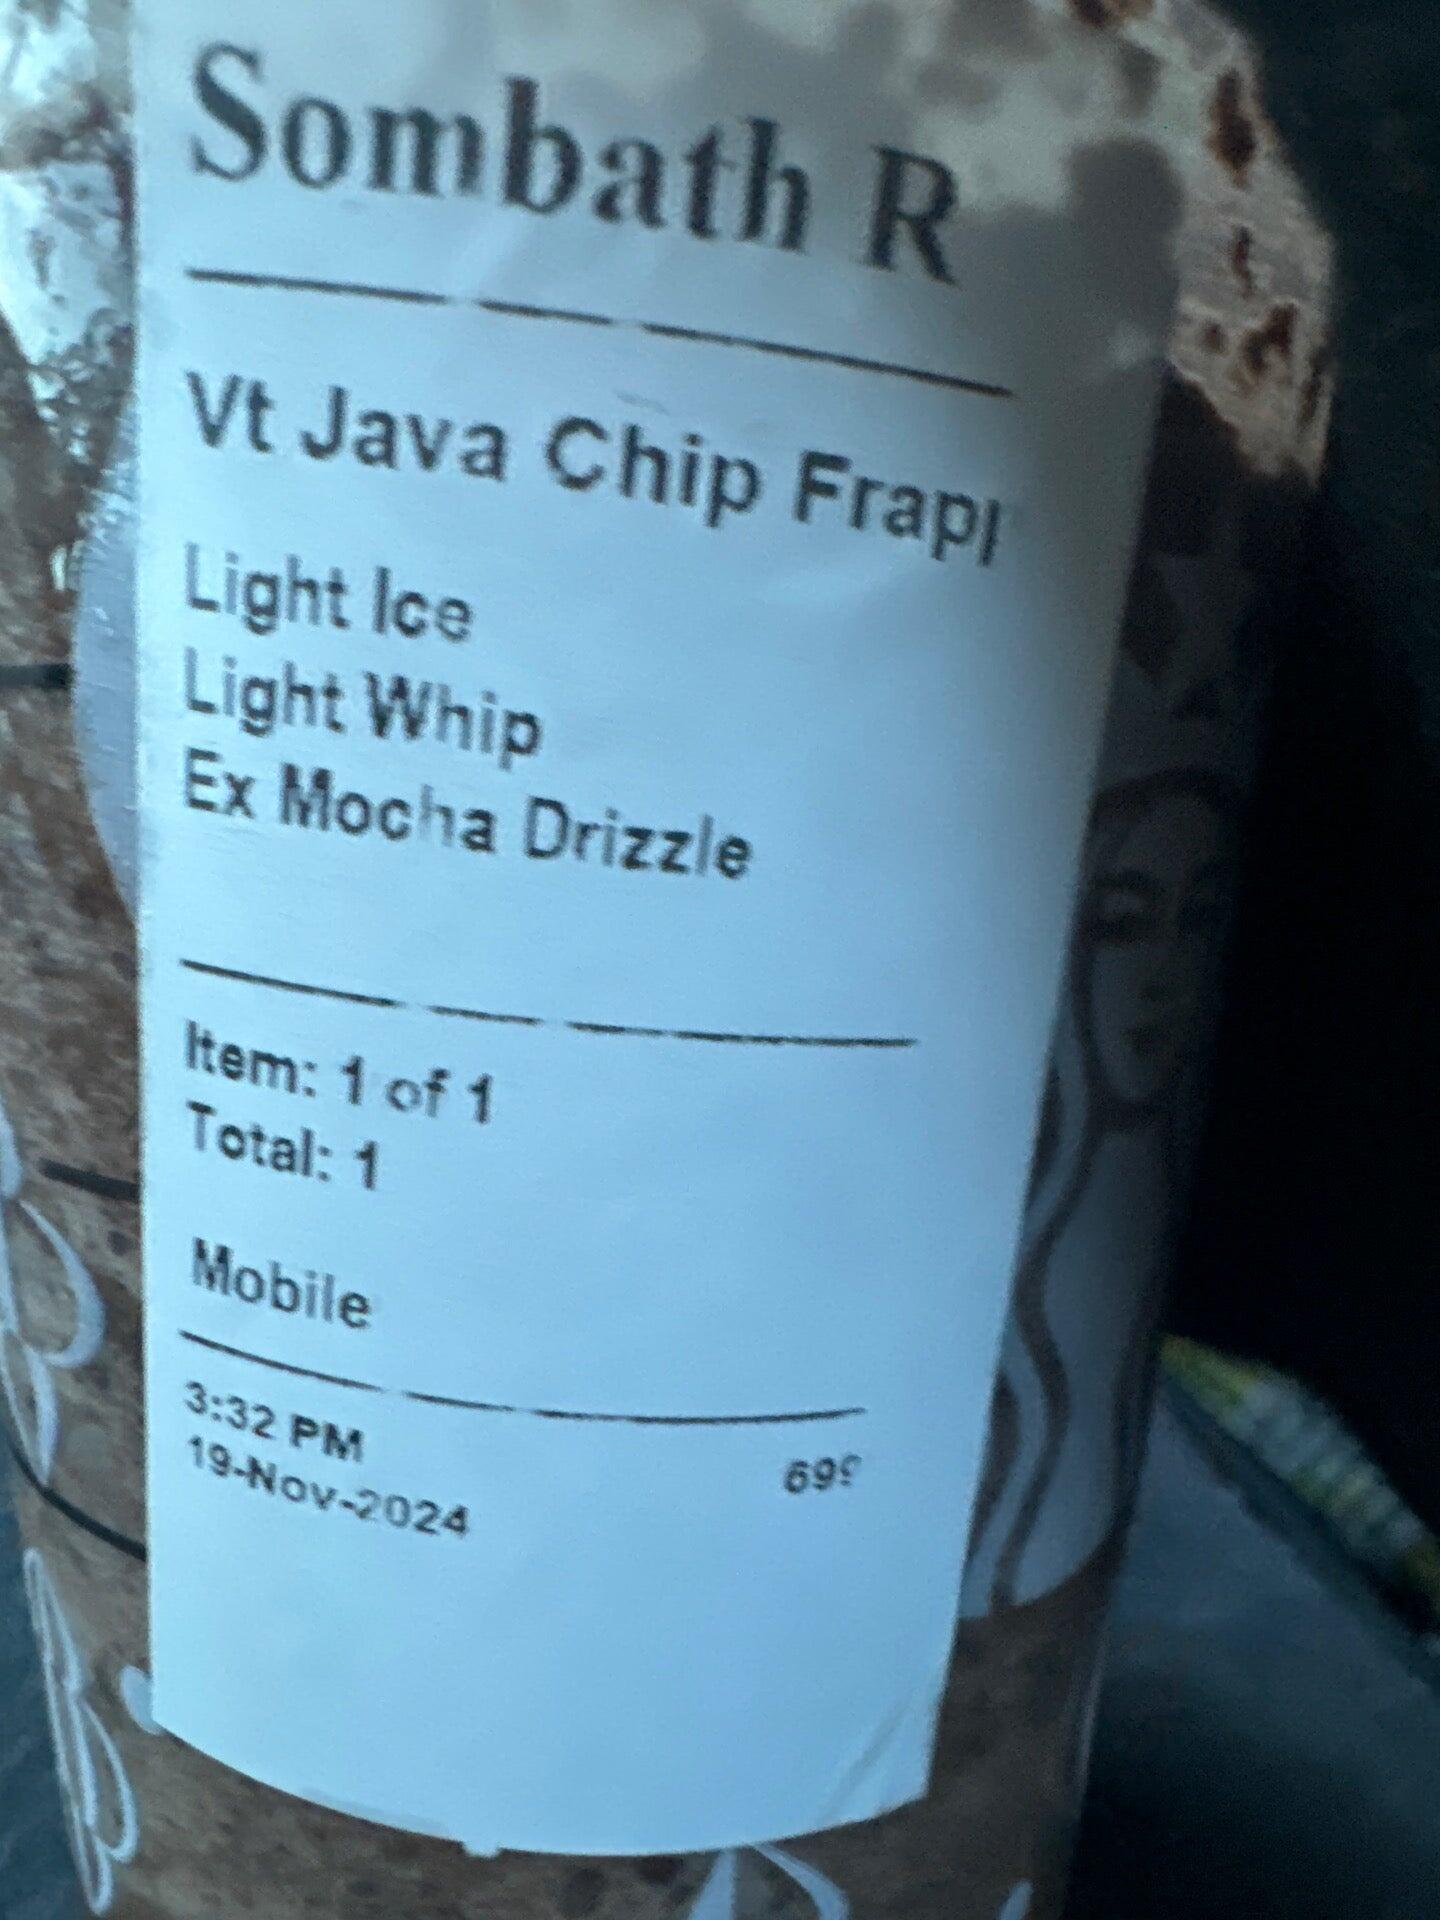 Sombath R
Vt Java Chip Frap
Light Ice
Light Whip
Ex Mocha Drizzle
Item: 1 of 1
Total: 1
Mobile
3:32 PM
19-Nov-2024